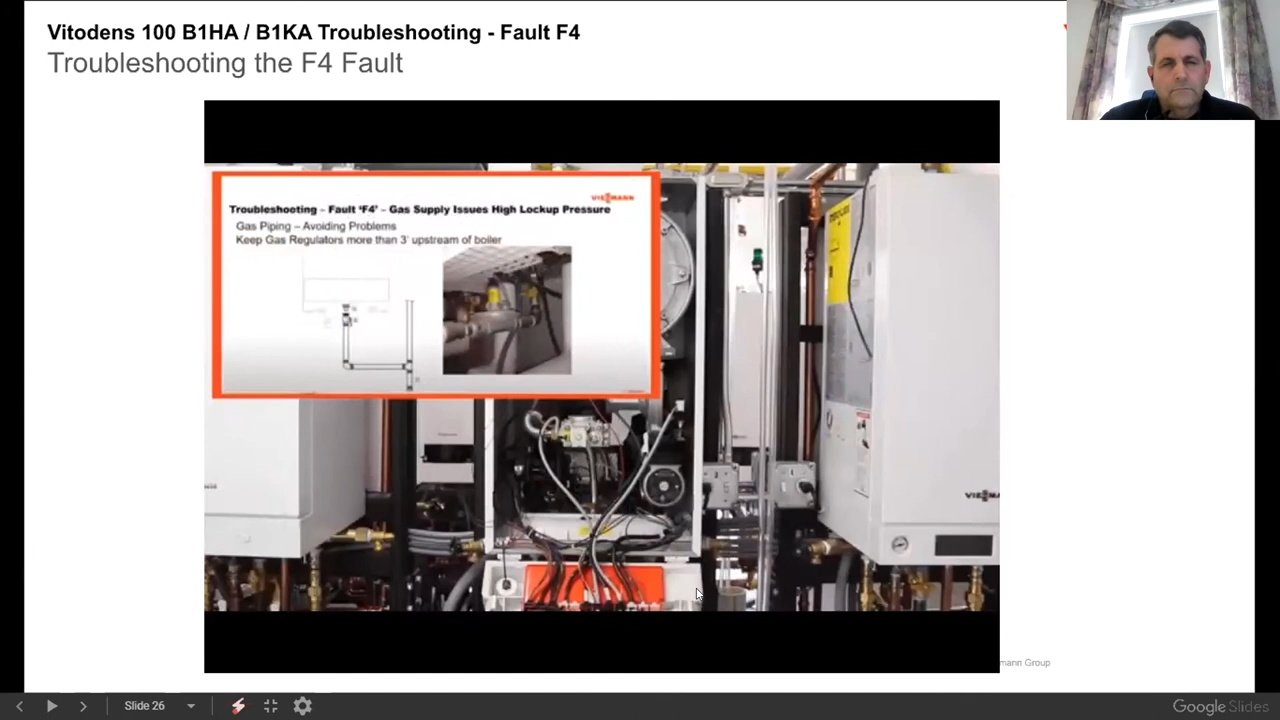 Vitodens 100 B1HA / B1KA Troubleshooting - Fault F4
Troubleshooting the F4 Fault
VIESMANN
Troubleshooting – Fault ‘F4’ – Gas Supply Issues High Lockup Pressure
Gas Piping – Avoiding Problems
Keep Gas Regulators more than 3' upstream of boiler
mann Group
Slide 26
Google Slides